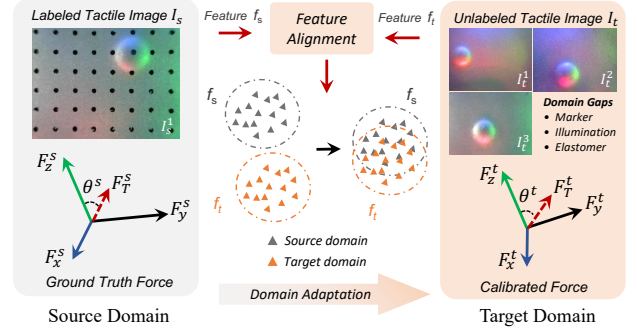 Labeled Tactile Image I_s
I_s^1
F_z^s
θ^s
F_T^s
F_y^s
F_x^s
Ground Truth Force
Source Domain
Feature f_s
Feature
Alignment
Feature f_t
f_s
f_t
f_s
f_t
Source domain
Target domain
Domain Adaptation
Unlabeled Tactile Image I_t
I_t^1
I_t^2
I_t^3
Domain Gaps
• Marker
• Illumination
• Elastomer
F_z^t
θ^t
F_T^t
F_y^t
F_x^t
Calibrated Force
Target Domain